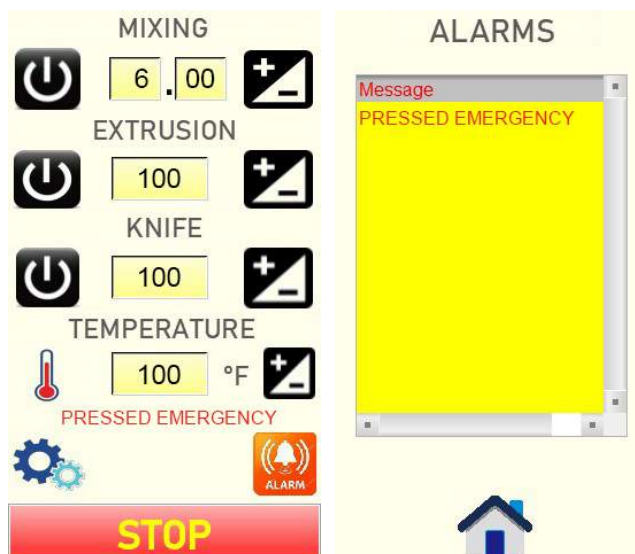 MIXING
6.00
EXTRUSION
100
KNIFE
100
TEMPERATURE
100 °F
PRESSED EMERGENCY
ALARM
STOP
ALARMS
Message
PRESSED EMERGENCY